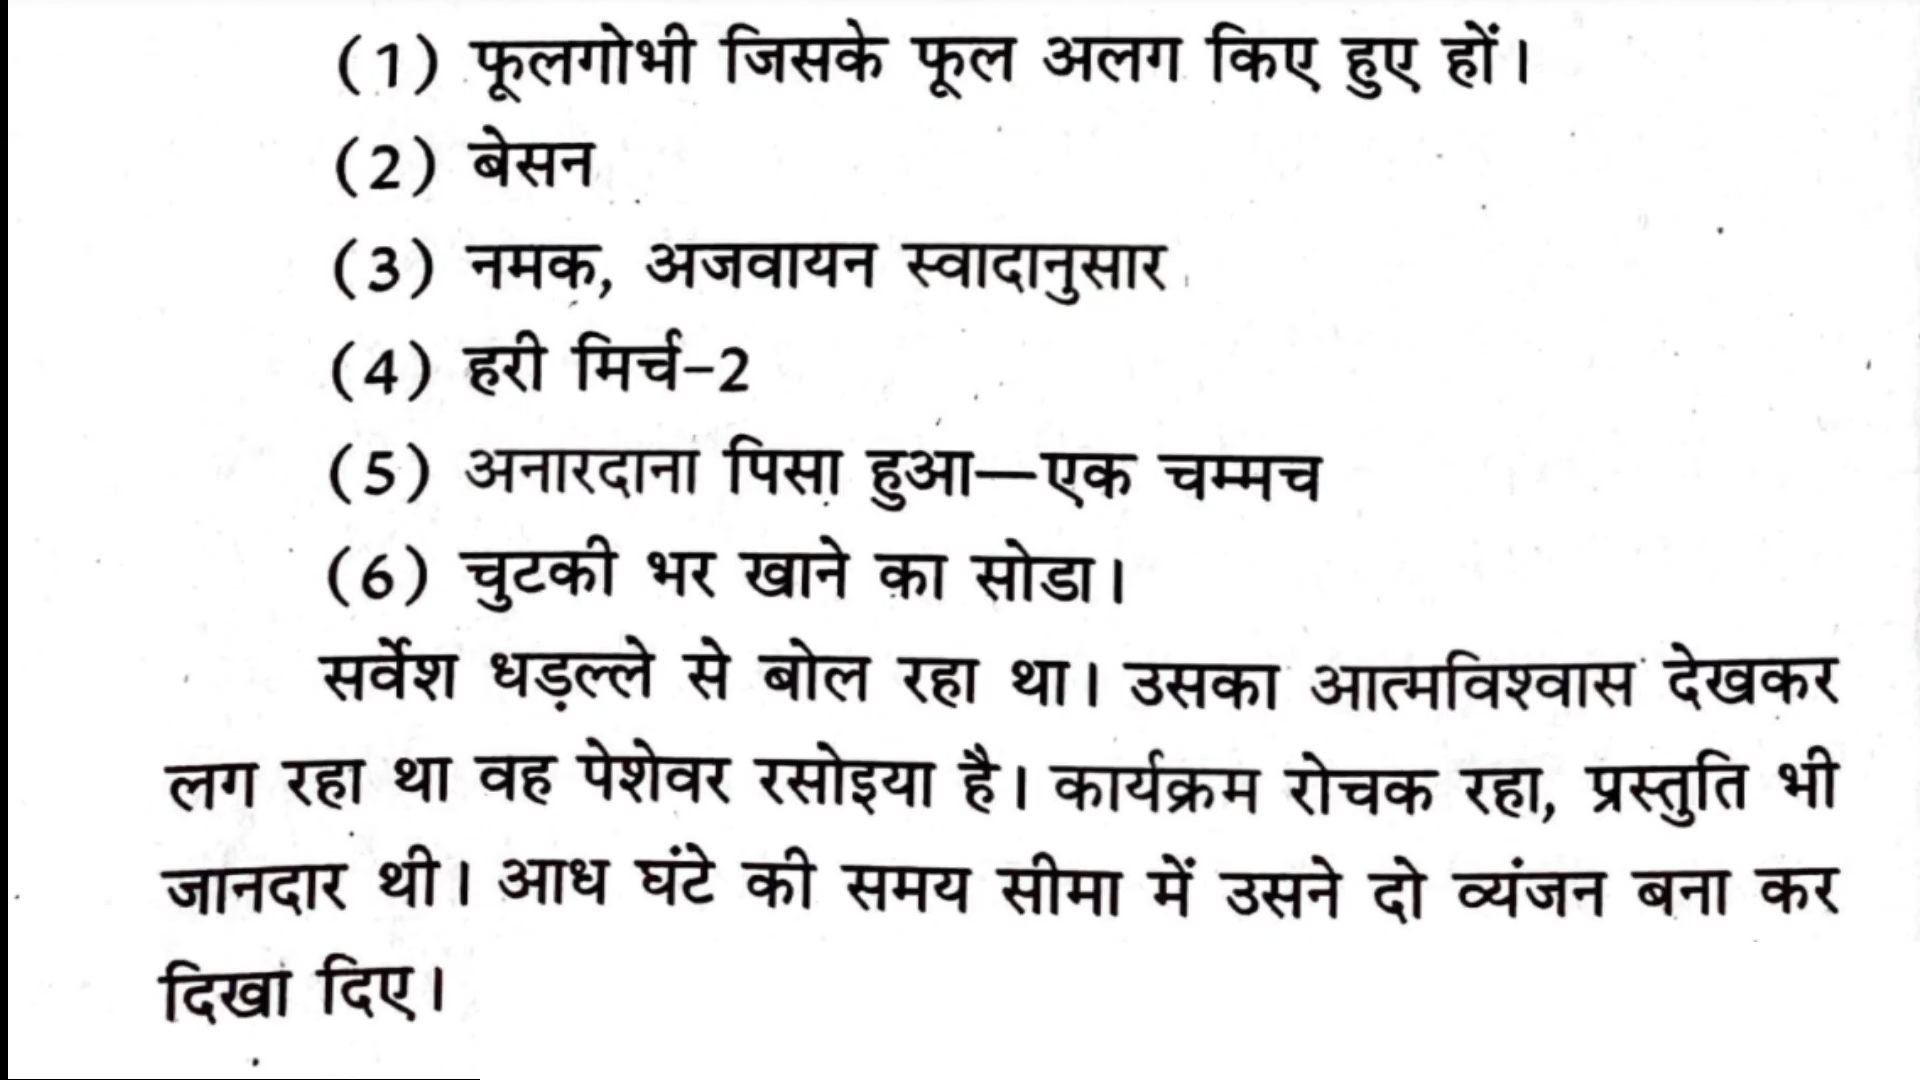 (1) फूलगोभी जिसके फूल अलग किए हुए हों।
(2) बेसन
(3) नमक, अजवायन स्वादानुसार
(4) हरी मिर्च-2
(5) अनारदाना पिसा हुआ—एक चम्मच
(6) चुटकी भर खाने का सोडा।
सर्वेश धड़ल्ले से बोल रहा था। उसका आत्मविश्वास देखकर
लग रहा था वह पेशेवर रसोइया है। कार्यक्रम रोचक रहा, प्रस्तुति भी
जानदार थी। आध घंटे की समय सीमा में उसने दो व्यंजन बना कर
दिखा दिए।